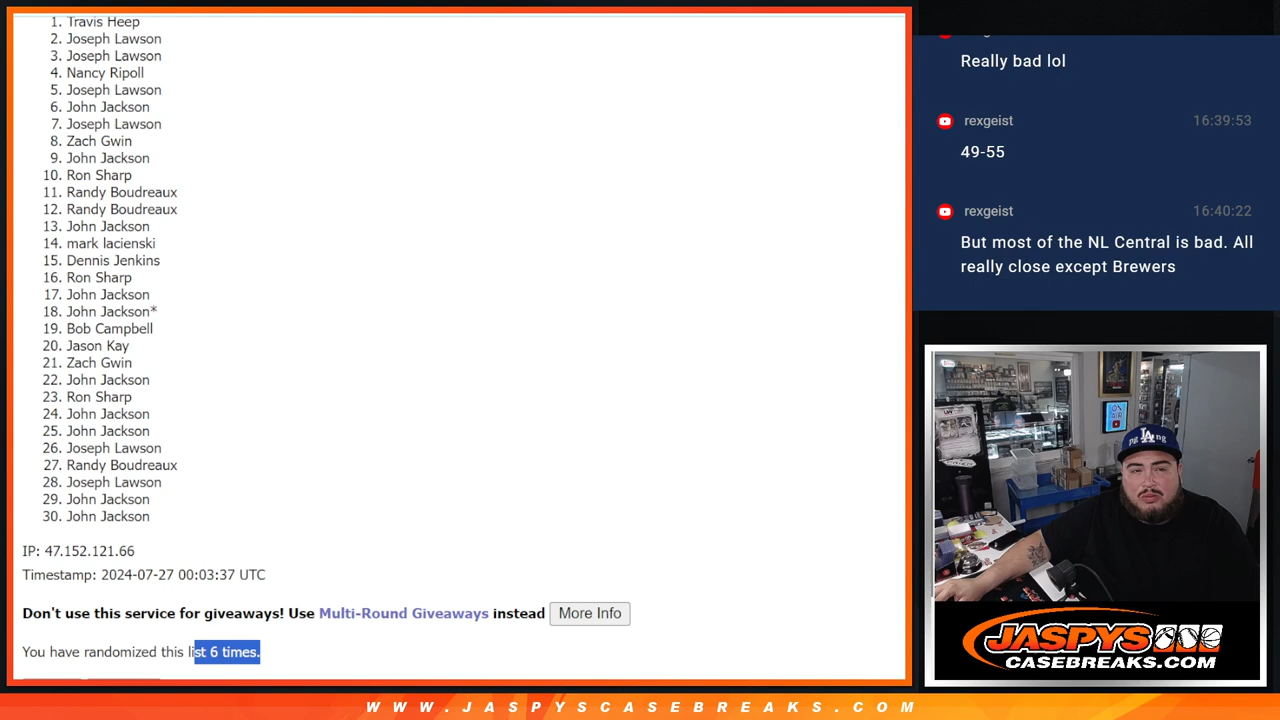 1. Travis Heep
2. Joseph Lawson
3. Joseph Lawson
4. Nancy Ripoll
5. Joseph Lawson
6. John Jackson
7. Joseph Lawson
8. Zach Gwin
9. John Jackson
10. Ron Sharp
11. Randy Boudreaux
12. Randy Boudreaux
13. John Jackson
14. mark lacienski
15. Dennis Jenkins
16. Ron Sharp
17. John Jackson
18. John Jackson*
19. Bob Campbell
20. Jason Kay
21. Zach Gwin
22. John Jackson
23. Ron Sharp
24. John Jackson
25. John Jackson
26. Joseph Lawson
27. Randy Boudreaux
28. Joseph Lawson
29. John Jackson
30. John Jackson
IP: 47.152.121.66
Timestamp: 2024-07-27 00:03:37 UTC
Don't use this service for giveaways! Use Multi-Round Giveaways instead More Info
You have randomized this list 6 times.
Really bad lol
rexgeist 16:39:53
49-55
rexgeist 16:40:22
But most of the NL Central is bad. All
really close except Brewers
ON
AIR
LA
JASPYS
CASEBREAKS.COM
WWW.JASPYSCASEBREAKS.COM